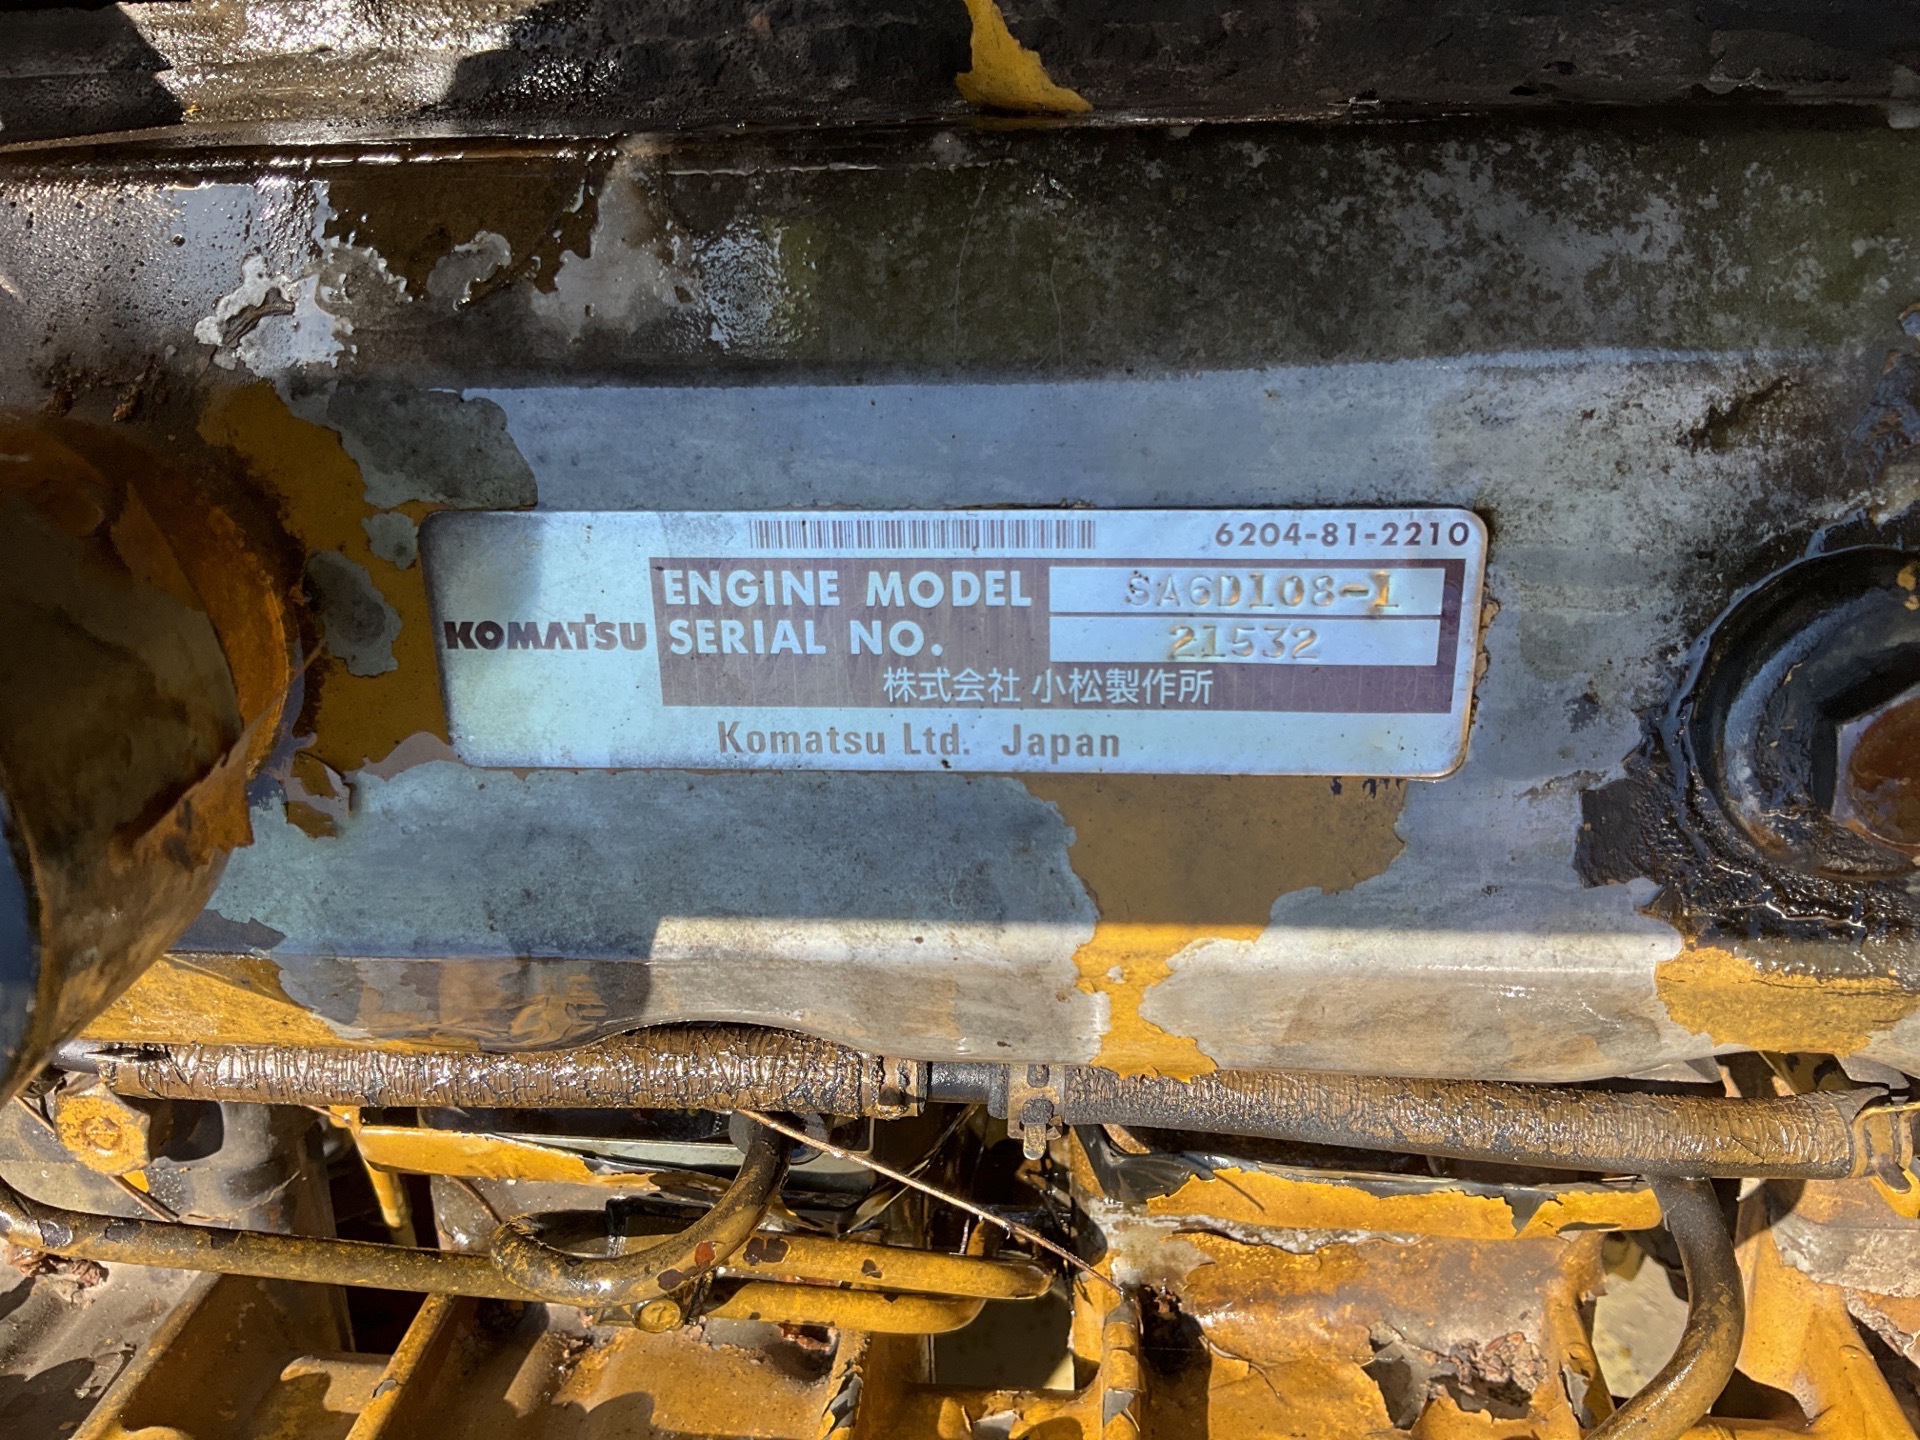 6204-81-2210
ENGINE MODEL SA6D108-1
KOMATSU SERIAL NO. 21532
株式会社 小松製作所
Komatsu Ltd. Japan